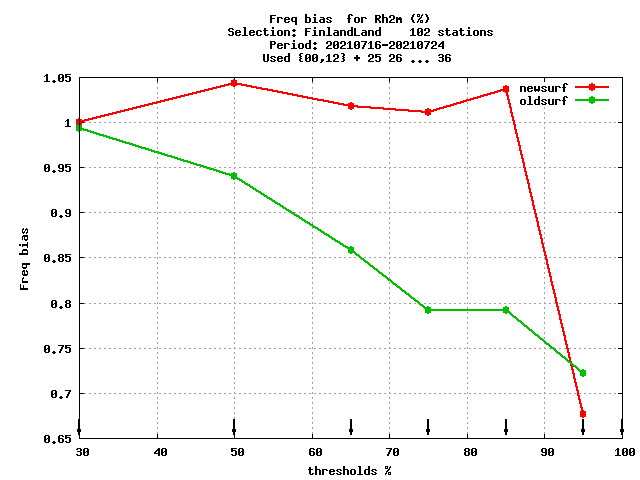 Freq bias  for Rh2m (%)
Selection: FinlandLand    102 stations
Period: 20210716-20210724
Used {00,12} + 25 26 ... 36
newsurf
oldsurf
1.05
1
0.95
0.9
0.85
0.8
0.75
0.7
0.65
Freq bias
30 40 50 60 70 80 90 100
thresholds %